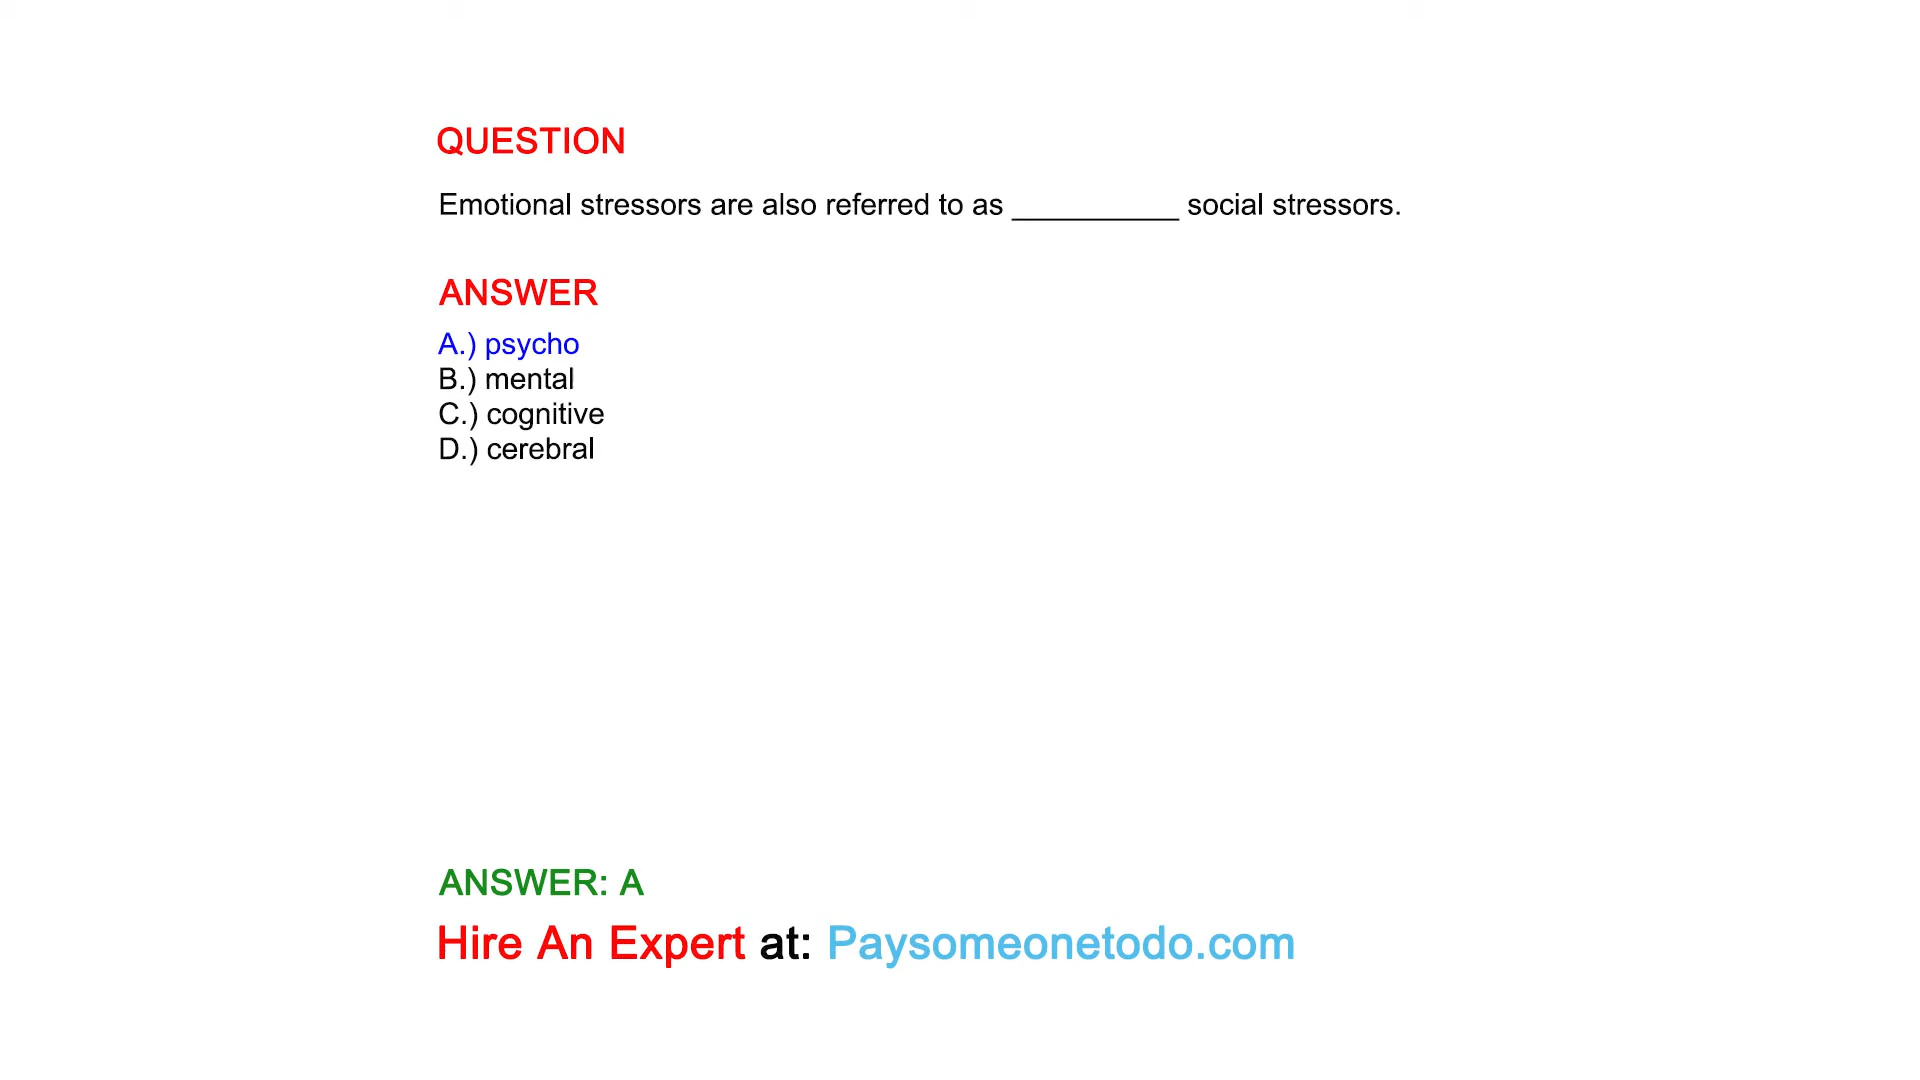 QUESTION
Emotional stressors are also referred to as __________ social stressors.
ANSWER
A.) psycho
B.) mental
C.) cognitive
D.) cerebral
ANSWER: A
Hire An Expert at: Paysomeonetodo.com